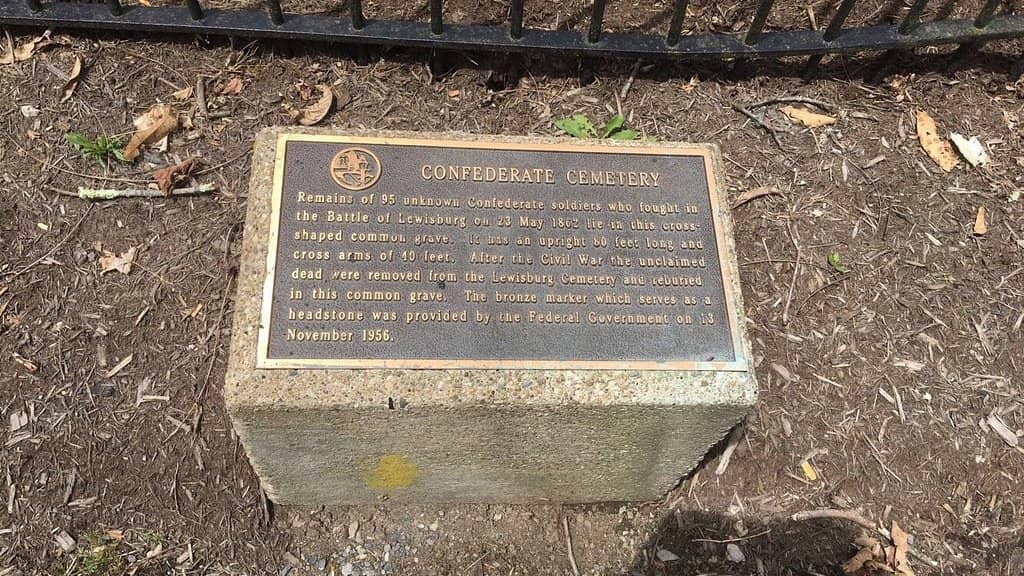 CONFEDERATE CEMETERY
Remains of 95 unknown Confederate soldiers who fought in
the Battle of Lewisburg on 23 May 1862 lie in this cross-
shaped common grave. It has an upright 80 feet long and
cross arms of 40 feet. After the Civil War the unclaimed
dead were removed from the Lewisburg Cemetery and reburied
in this common grave. The bronze marker which serves as a
headstone was provided by the Federal Government on 13
November 1956.